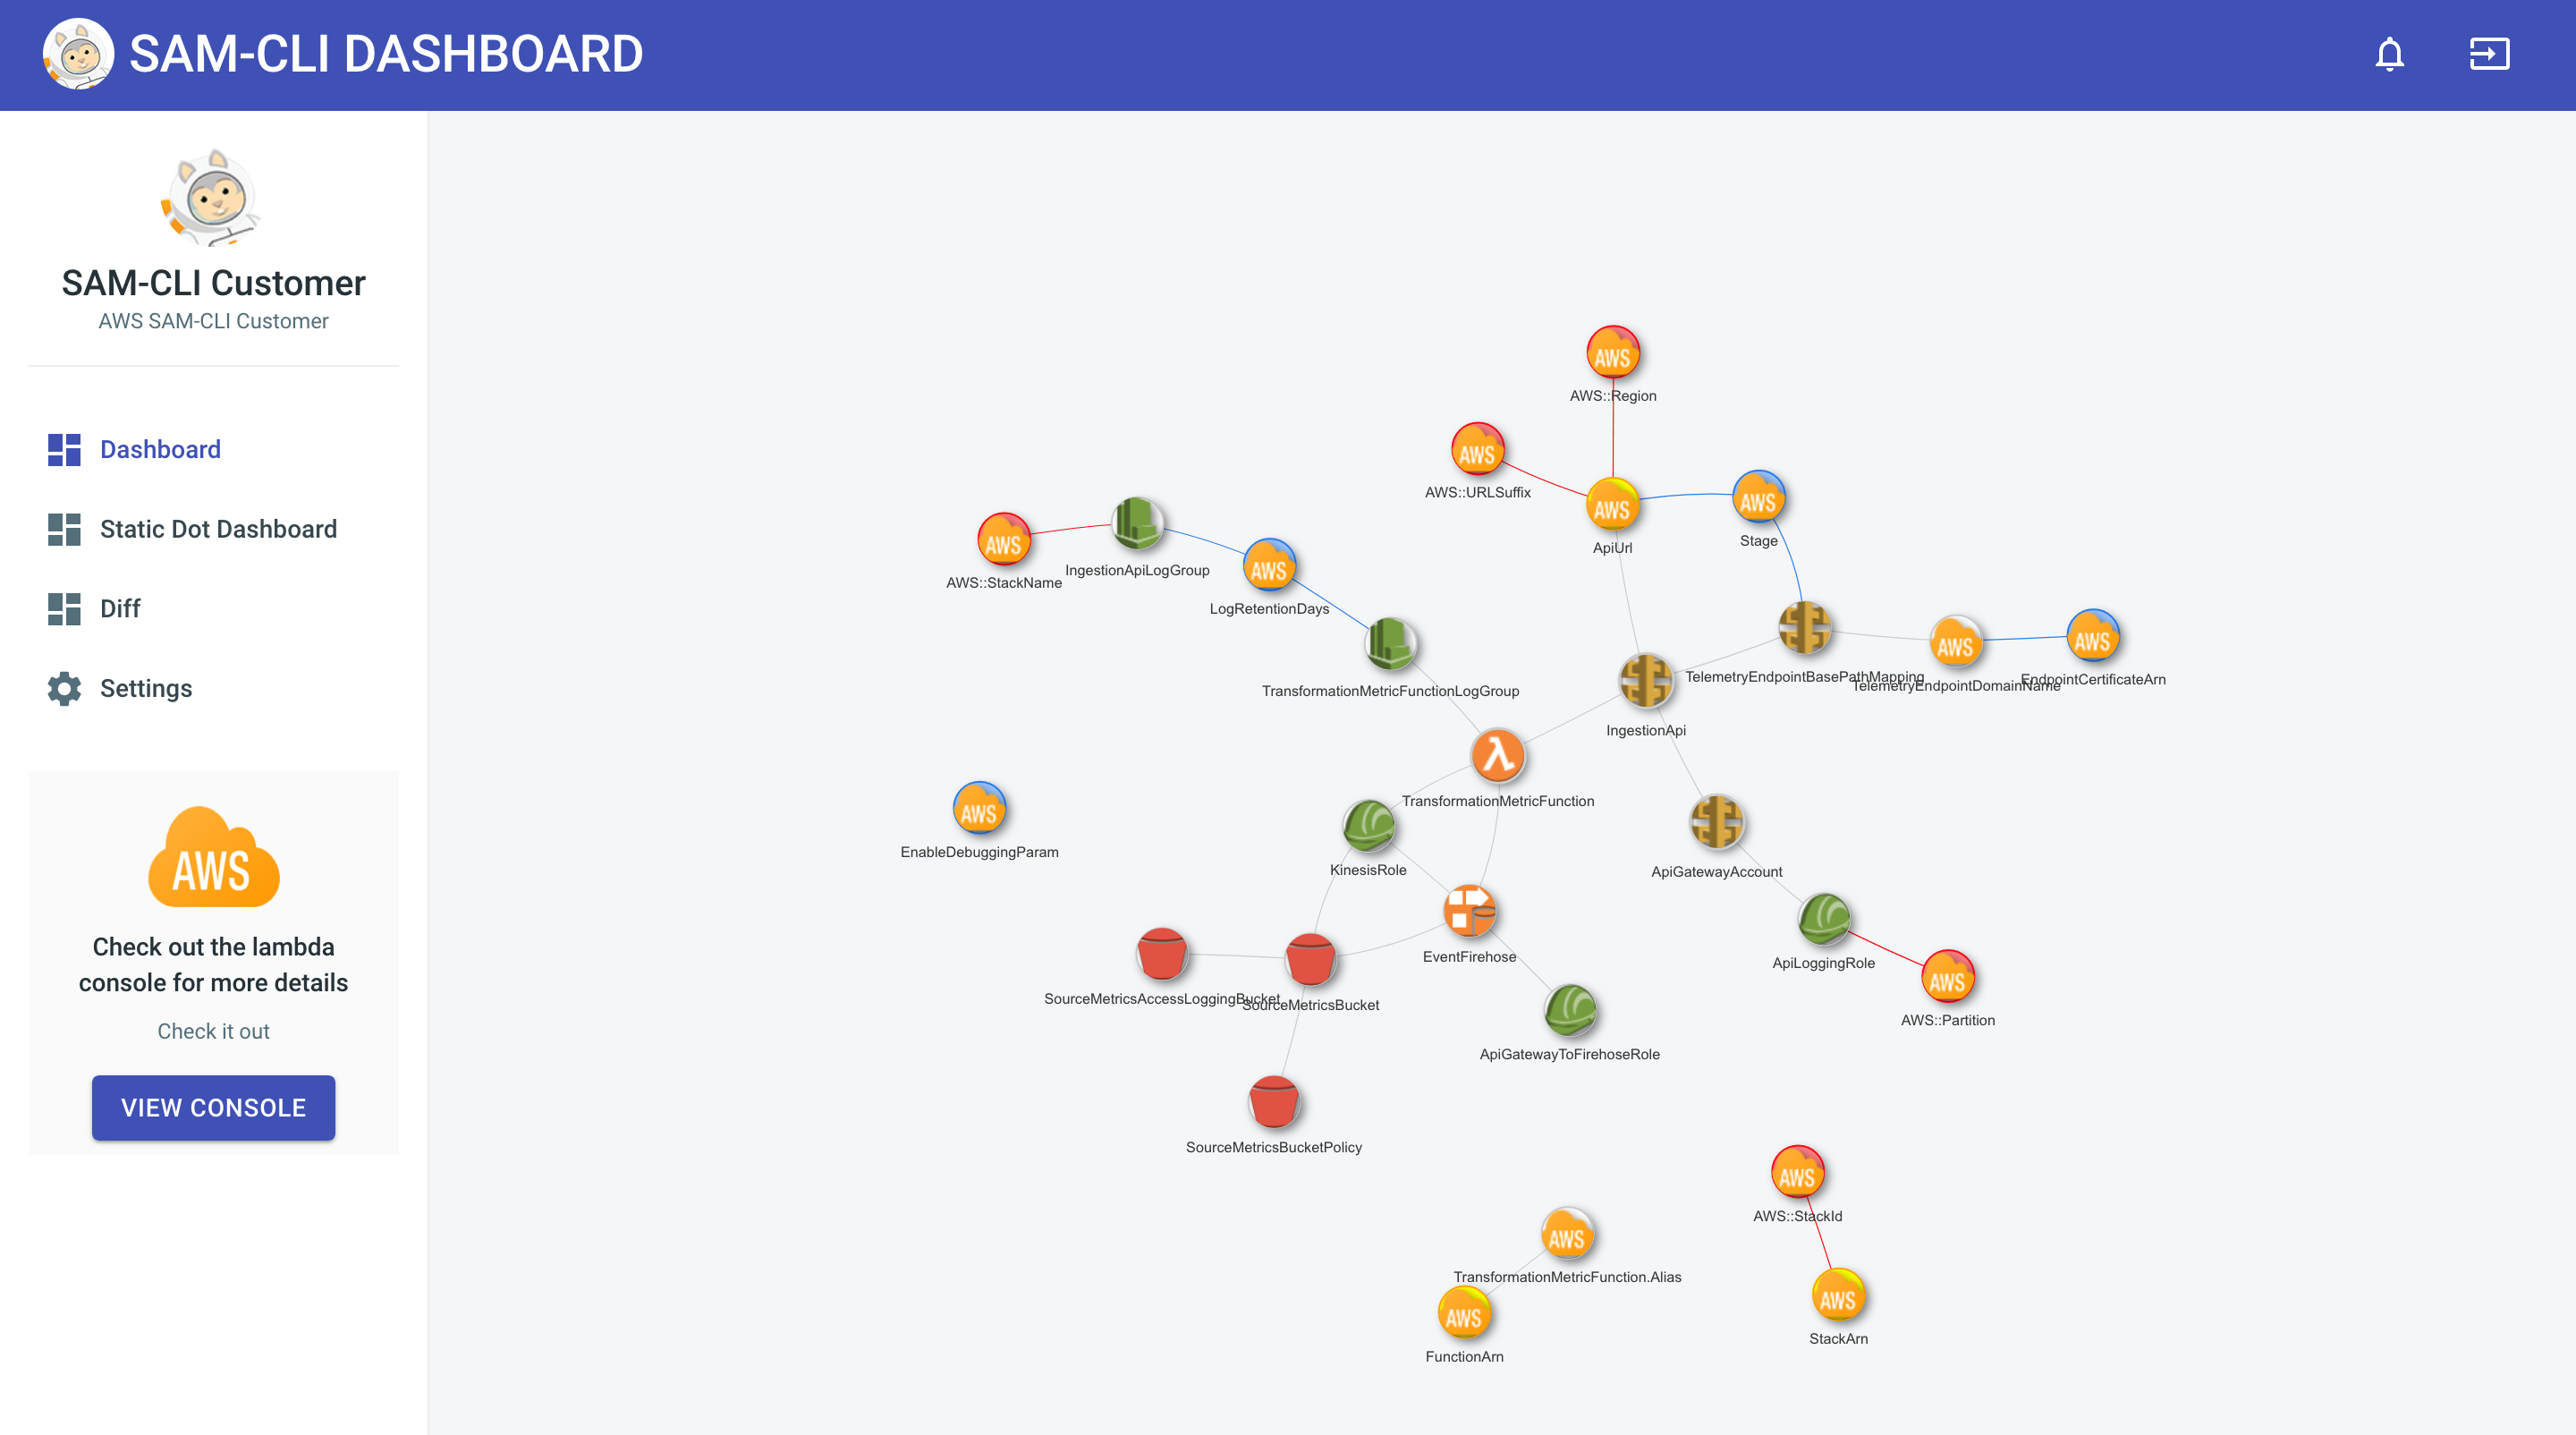 SAM-CLI DASHBOARD
SAM-CLI Customer
AWS SAM-CLI Customer
Dashboard
Static Dot Dashboard
Diff
Settings
AWS
Check out the lambda
console for more details
Check it out
VIEW CONSOLE
AWS
AWS::Region
AWS
AWS::URLSuffix
AWS
ApiUrl
AWS
Stage
AWS
AWS::StackName
IngestionApiLogGroup
AWS
LogRetentionDays
TransformationMetricFunctionLogGroup
IngestionApi
TelemetryEndpointBasePathMapping
AWS
TelemetryEndpointDomainName
AWS
EndpointCertificateArn
λ
TransformationMetricFunction
AWS
EnableDebuggingParam
KinesisRole
ApiGatewayAccount
EventFirehose
ApiLoggingRole
AWS
AWS::Partition
SourceMetricsAccessLoggingBucket
SourceMetricsBucket
ApiGatewayToFirehoseRole
SourceMetricsBucketPolicy
AWS
AWS::StackId
AWS
TransformationMetricFunction.Alias
AWS
FunctionArn
AWS
StackArn